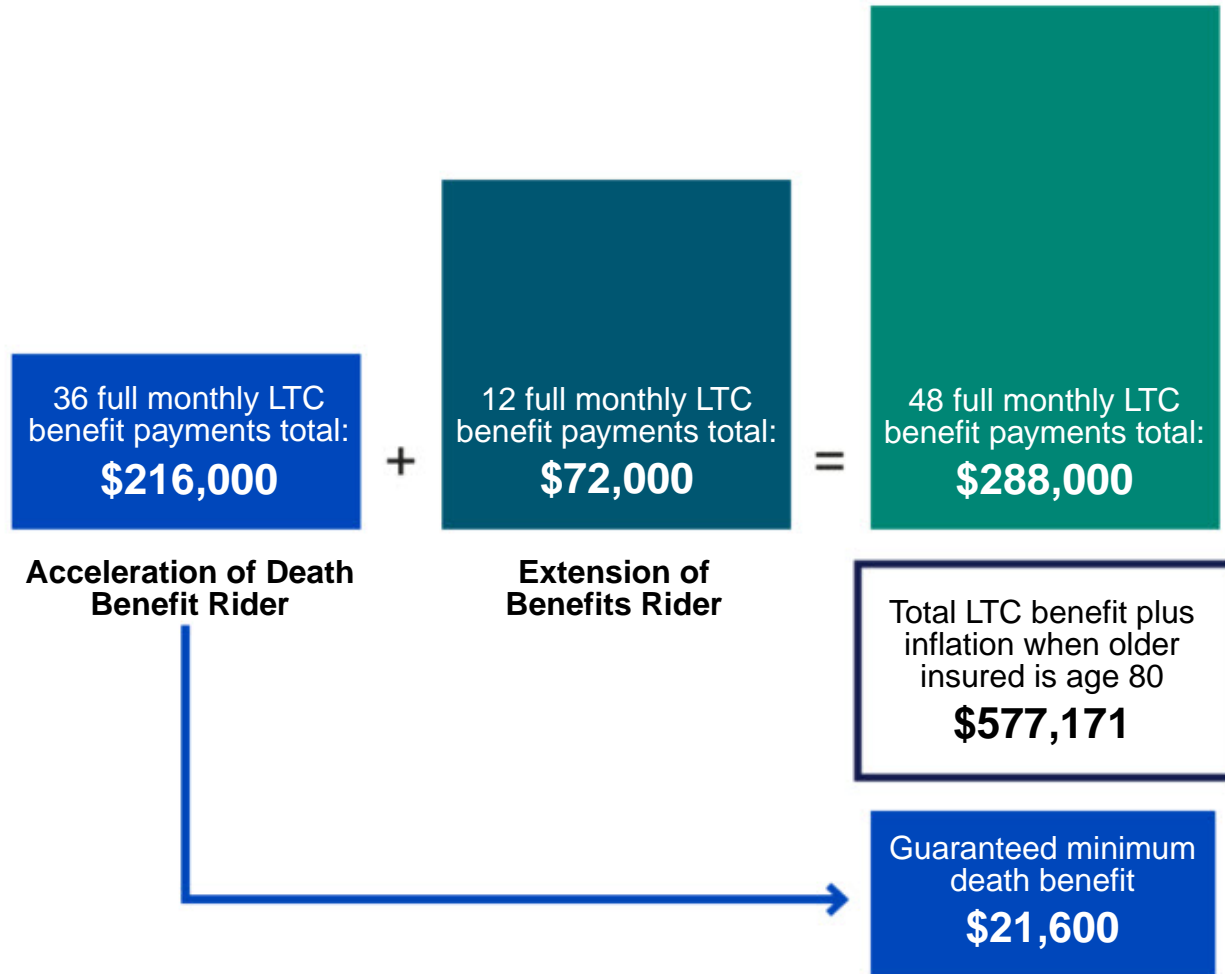 36 full monthly LTC
benefit payments total:
$216,000
+
12 full monthly LTC
benefit payments total:
$72,000
=
48 full monthly LTC
benefit payments total:
$288,000
Acceleration of Death
Benefit Rider
Extension of
Benefits Rider
Total LTC benefit plus
inflation when older
insured is age 80
$577,171
Guaranteed minimum
death benefit
$21,600